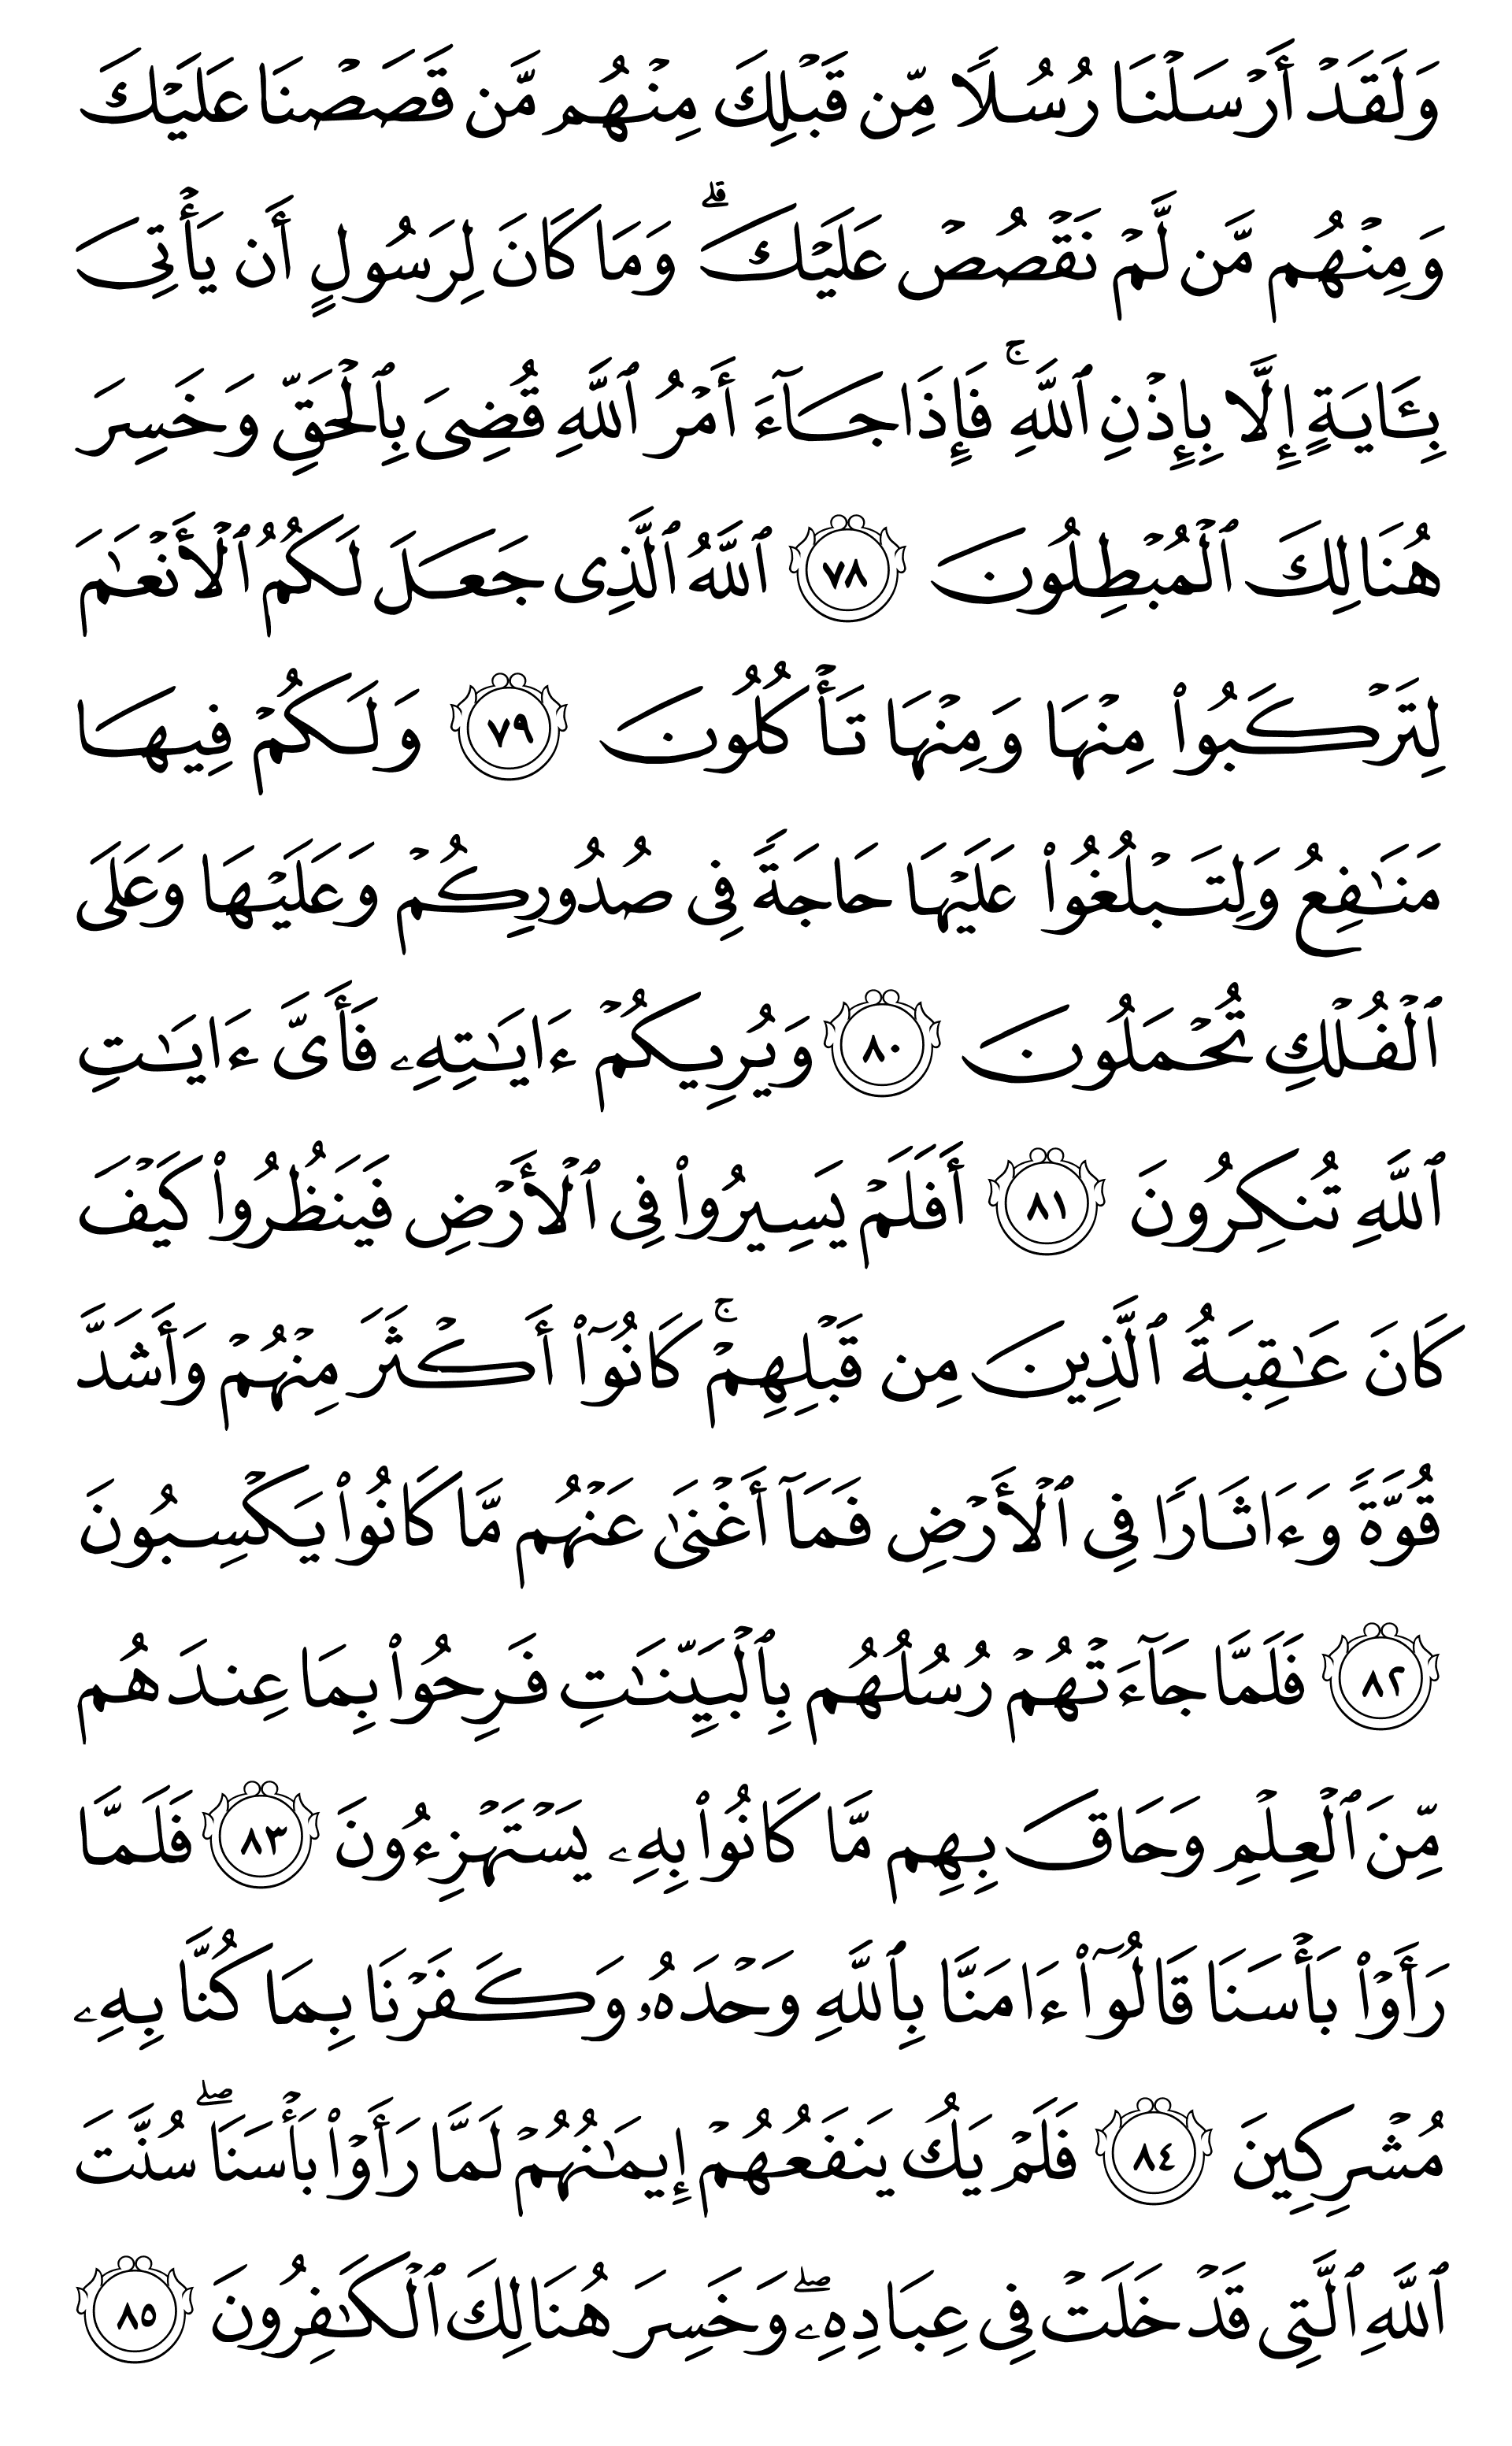 وَلَقَدْ أَرْسَلْنَا رُسُلًا مِّن قَبْلِكَ مِنْهُم مَّن قَصَصْنَا عَلَيْكَ
وَمِنْهُم مَّن لَّمْ نَقْصُصْ عَلَيْكَ ۗ وَمَا كَانَ لِرَسُولٍ أَن يَأْتِىَ
بِـَٔايَةٍ إِلَّا بِإِذْنِ ٱللَّهِ ۚ فَإِذَا جَآءَ أَمْرُ ٱللَّهِ قُضِىَ بِٱلْحَقِّ وَخَسِرَ
هُنَالِكَ ٱلْمُبْطِلُونَ ٧٨ ٱللَّهُ ٱلَّذِى جَعَلَ لَكُمُ ٱلْأَنْعَـٰمَ
لِتَرْكَبُوا۟ مِنْهَا وَمِنْهَا تَأْكُلُونَ ٧٩ وَلَكُمْ فِيهَا
مَنَـٰفِعُ وَلِتَبْلُغُوا۟ عَلَيْهَا حَاجَةً فِى صُدُورِكُمْ وَعَلَيْهَا وَعَلَى
ٱلْفُلْكِ تُحْمَلُونَ ٨٠ وَيُرِيكُمْ ءَايَـٰتِهِۦ فَأَىَّ ءَايَـٰتِ
ٱللَّهِ تُنكِرُونَ ٨١ أَفَلَمْ يَسِيرُوا۟ فِى ٱلْأَرْضِ فَيَنظُرُوا۟ كَيْفَ
كَانَ عَـٰقِبَةُ ٱلَّذِينَ مِن قَبْلِهِمْ ۚ كَانُوٓا۟ أَكْثَرَ مِنْهُمْ وَأَشَدَّ
قُوَّةً وَءَاثَارًا فِى ٱلْأَرْضِ فَمَآ أَغْنَىٰ عَنْهُم مَّا كَانُوا۟ يَكْسِبُونَ
٨٢ فَلَمَّا جَآءَتْهُمْ رُسُلُهُم بِٱلْبَيِّنَـٰتِ فَرِحُوا۟ بِمَا عِندَهُم
مِّنَ ٱلْعِلْمِ وَحَاقَ بِهِم مَّا كَانُوا۟ بِهِۦ يَسْتَهْزِءُونَ ٨٣ فَلَمَّا
رَأَوْا۟ بَأْسَنَا قَالُوٓا۟ ءَامَنَّا بِٱللَّهِ وَحْدَهُۥ وَكَفَرْنَا بِمَا كُنَّا بِهِۦ
مُشْرِكِينَ ٨٤ فَلَمْ يَكُ يَنفَعُهُمْ إِيمَـٰنُهُمْ لَمَّا رَأَوْا۟ بَأْسَنَا ۖ سُنَّتَ
ٱللَّهِ ٱلَّتِى قَدْ خَلَتْ فِى عِبَادِهِۦ ۖ وَخَسِرَ هُنَالِكَ ٱلْكَـٰفِرُونَ ٨٥